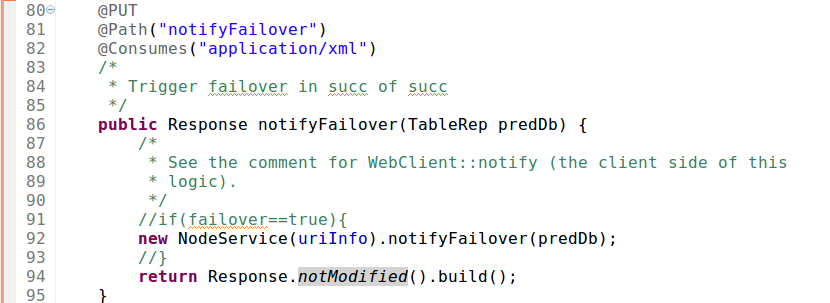 80 @PUT
81 @Path("notifyFailover")
82 @Consumes("application/xml")
83 /*
84 * Trigger failover in succ of succ
85 */
86 public Response notifyFailover(TableRep predDb) {
87 /*
88 * See the comment for WebClient::notify (the client side of this
89 * logic).
90 */
91 //if(failover==true){
92 new NodeService(uriInfo).notifyFailover(predDb);
93 //}
94 return Response.notModified().build();
95 }